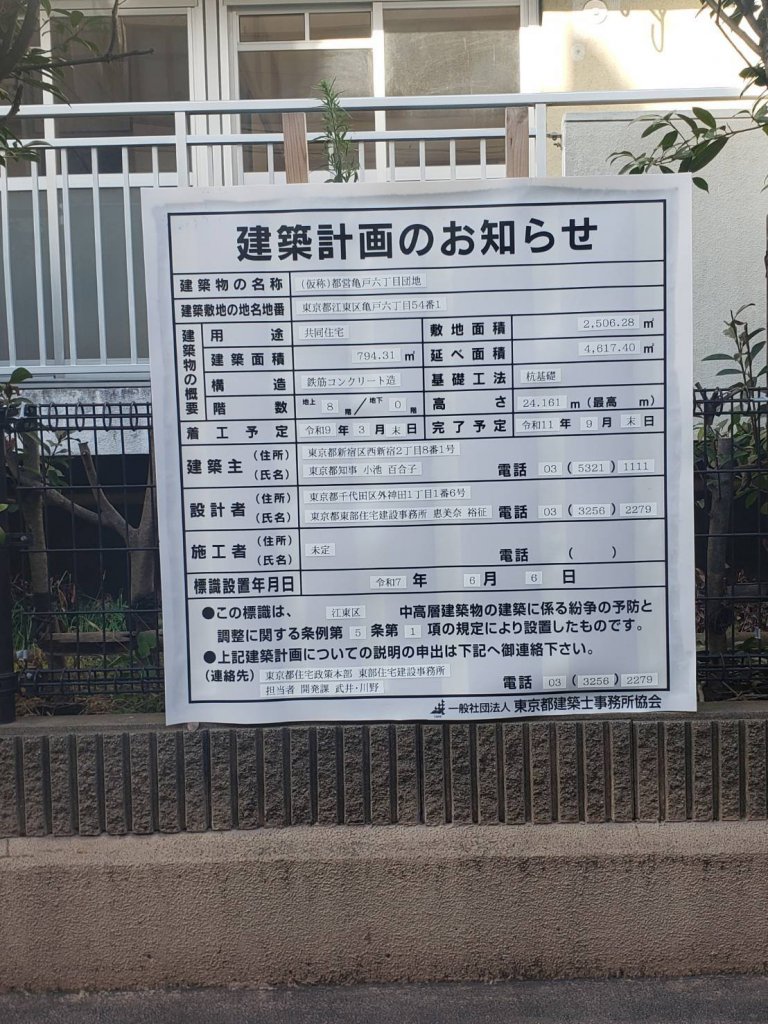 建築計画のお知らせ
建築物の名称 (仮称)都営亀戸六丁目団地
建築敷地の地名地番 東京都江東区亀戸六丁目54番1
建築物の概要
用途 共同住宅 敷地面積 2,506.28 ㎡
建築面積 794.31 ㎡ 延べ面積 4,617.40 ㎡
構造 鉄筋コンクリート造 基礎工法 杭基礎
階数 地上 8 階/地下 0 階 高さ 24.161 m (最高 m)
着工予定 令和9 年 3 月 末 日 完了予定 令和11 年 9 月 末 日
建築主 (住所) 東京都新宿区西新宿2丁目8番1号
(氏名) 東京都知事 小池 百合子 電話 03 (5321) 1111
設計者 (住所) 東京都千代田区外神田1丁目1番6号
(氏名) 東京都東部住宅建設事務所 恵美奈 裕征 電話 03 (3256) 2279
施工者 (住所) 未定
(氏名) 電話 ( )
標識設置年月日 令和7 年 6 月 6 日
●この標識は、 江東区 中高層建築物の建築に係る紛争の予防と
調整に関する条例第 5 条第 1 項の規定により設置したものです。
●上記建築計画についての説明の申出は下記へ御連絡下さい。
(連絡先) 東京都住宅政策本部 東部住宅建設事務所
担当者 開発課 武井・川野 電話 03 (3256) 2279
一般社団法人 東京都建築士事務所協会